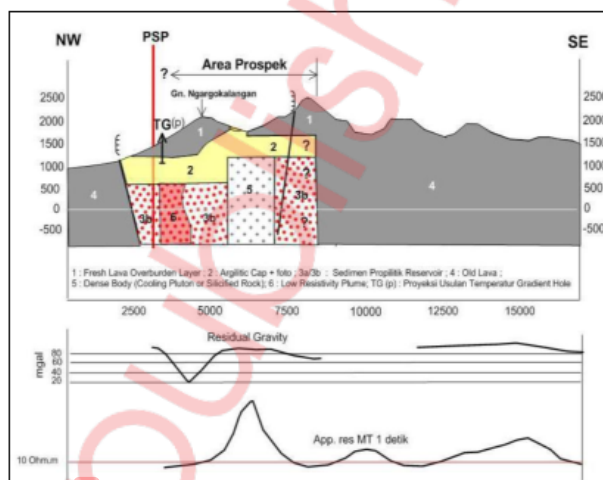 NW
PSP
SE
? Area Prospek
Gn. Ngargokalangan
TG(p)
2500
2000
1500
1000
500
0
-500
2500
2000
1500
1000
500
0
-500
1
1
2
2
?
4
5
?
3b
6
3b
3b
?
4
1 : Fresh Lava Overburden Layer ; 2 : Argilitic Cap + foto ; 3a/3b : Sedimen Propilitik Reservoir ; 4 : Old Lava ;
5 : Dense Body (Cooling Pluton or Silicified Rock); 6 : Low Resistivity Plume; TG (p) : Proyeksi Usulan Temperatur Gradient Hole
2500 5000 7500 10000 12500 15000
Residual Gravity
mgal
80
60
40
20
App. res MT 1 detik
10 Ohm.m